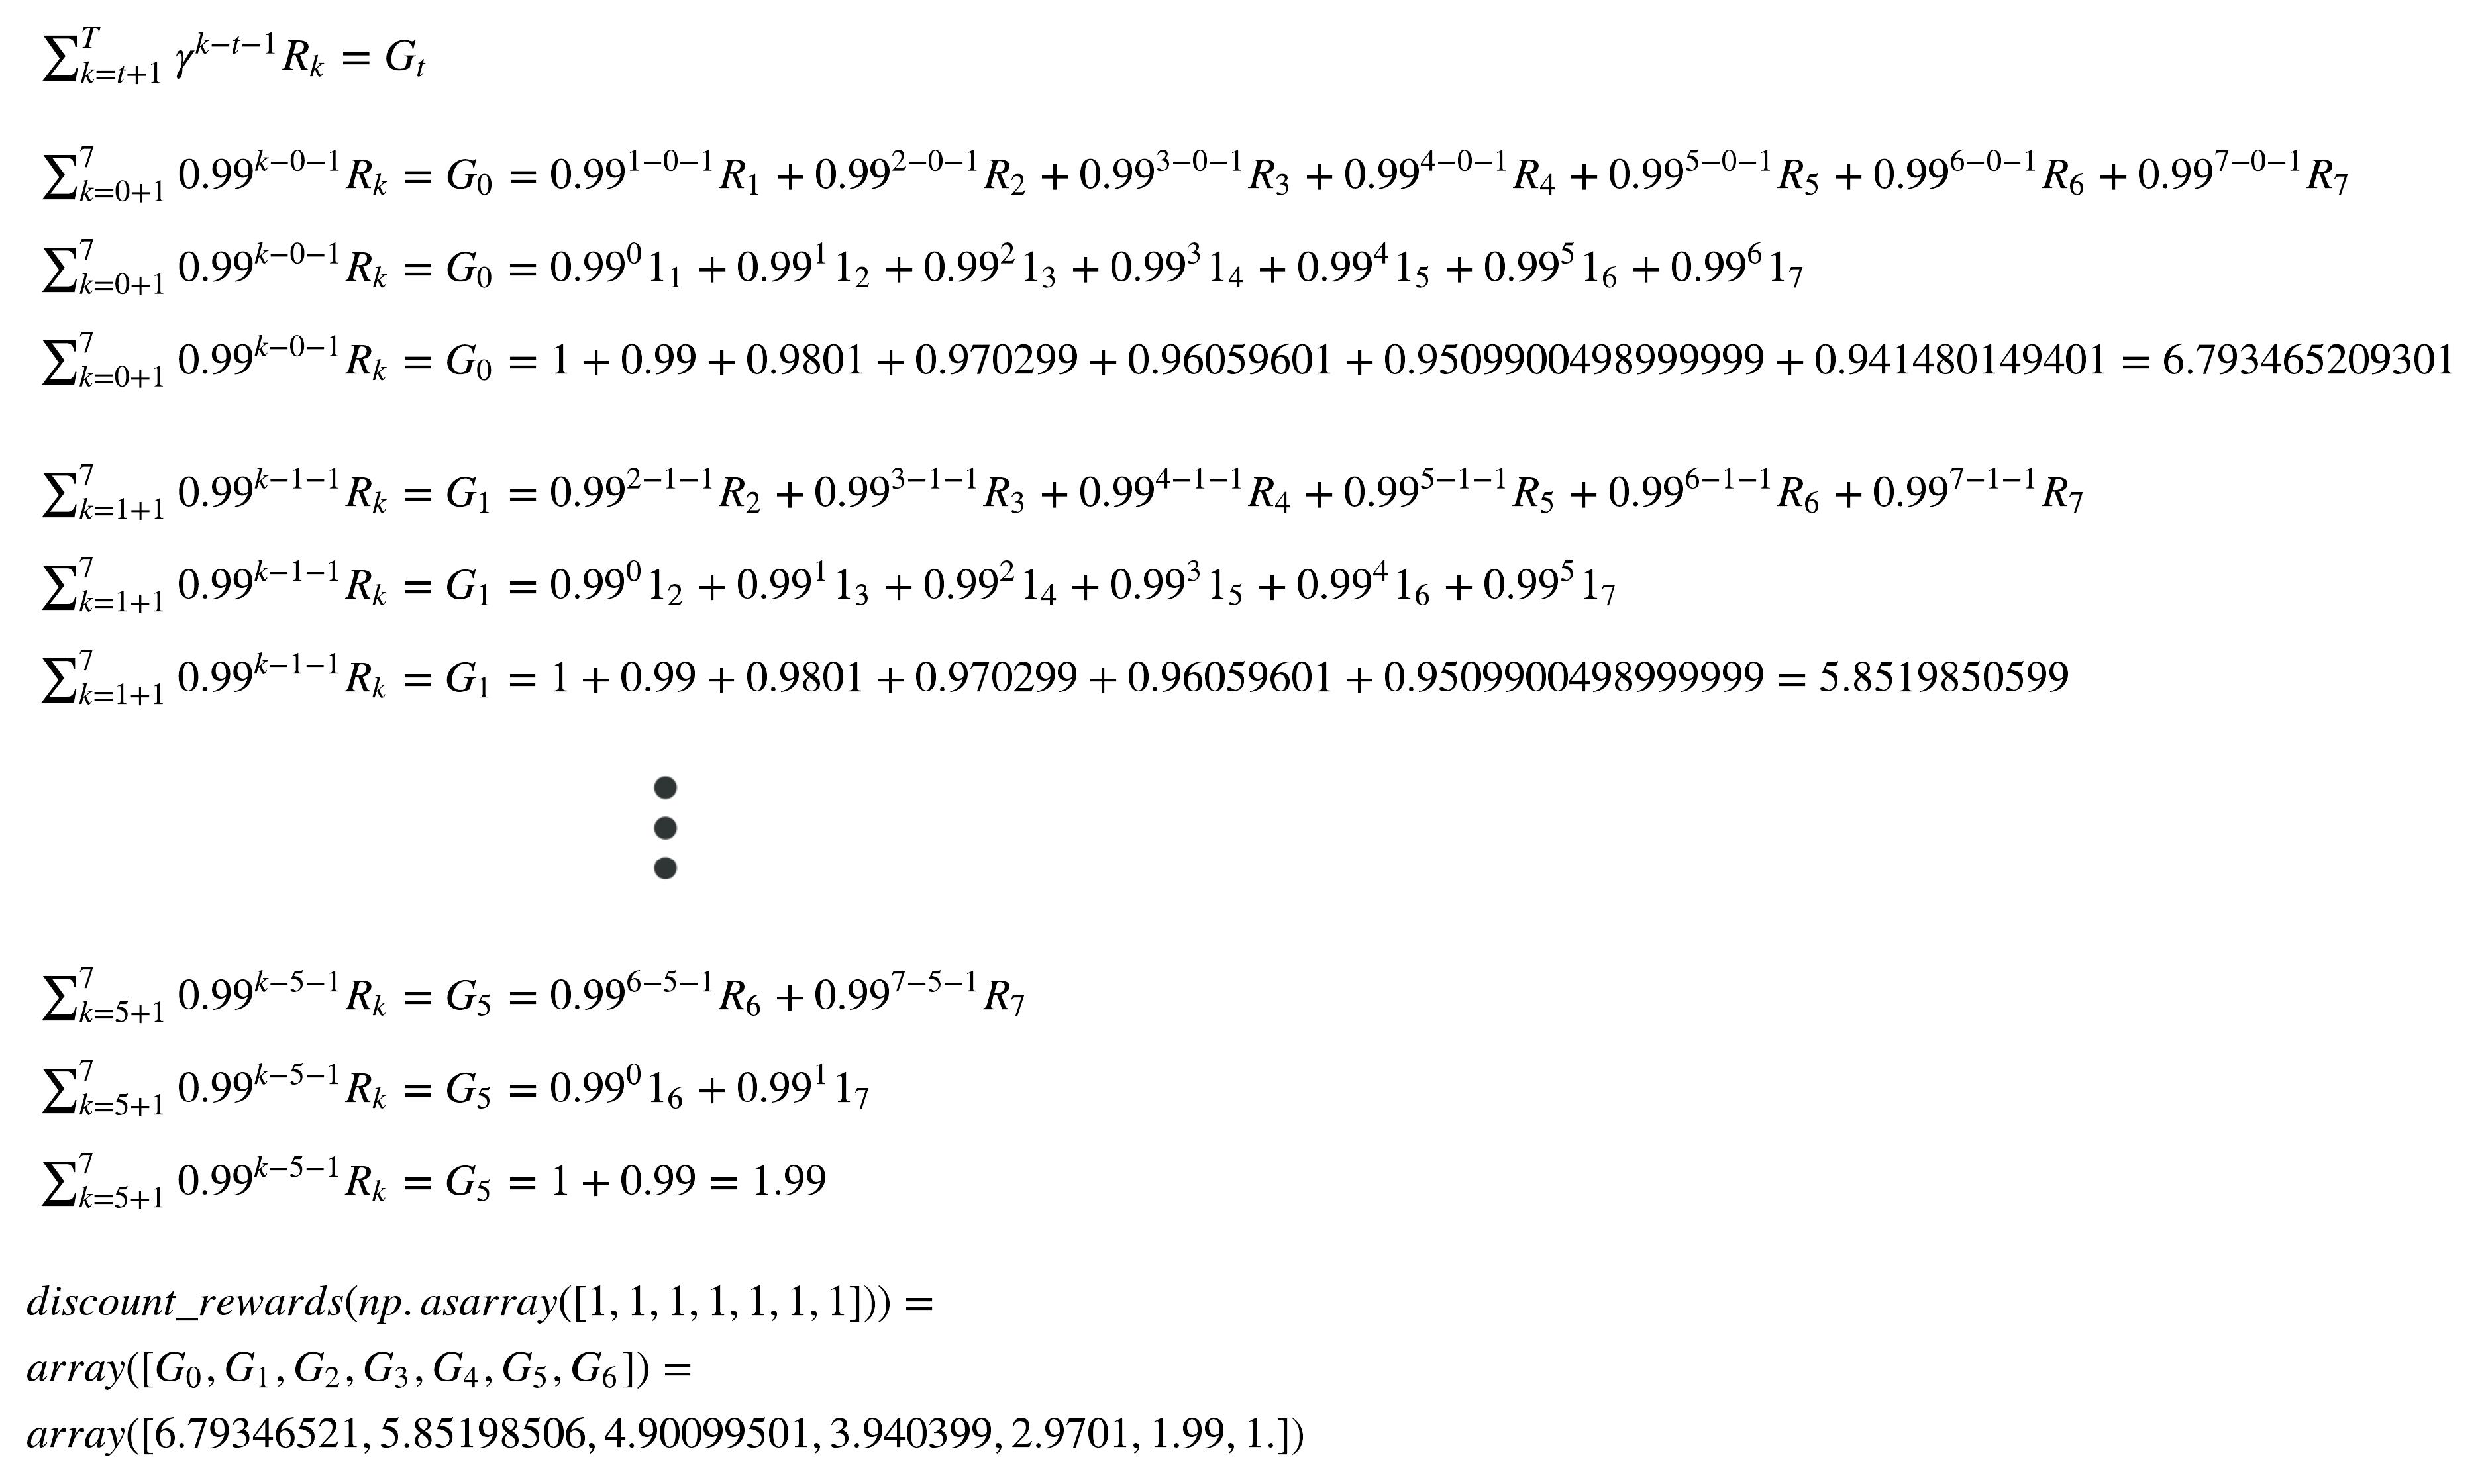 ∑_{k=t+1}^{T} γ^{k−t−1} R_k = G_t
∑_{k=0+1}^{7} 0.99^{k−0−1} R_k = G_0 = 0.99^{1−0−1} R_1 + 0.99^{2−0−1} R_2 + 0.99^{3−0−1} R_3 + 0.99^{4−0−1} R_4 + 0.99^{5−0−1} R_5 + 0.99^{6−0−1} R_6 + 0.99^{7−0−1} R_7
∑_{k=0+1}^{7} 0.99^{k−0−1} R_k = G_0 = 0.99^0 1_1 + 0.99^1 1_2 + 0.99^2 1_3 + 0.99^3 1_4 + 0.99^4 1_5 + 0.99^5 1_6 + 0.99^6 1_7
∑_{k=0+1}^{7} 0.99^{k−0−1} R_k = G_0 = 1 + 0.99 + 0.9801 + 0.970299 + 0.96059601 + 0.9509900498999999 + 0.941480149401 = 6.793465209301
∑_{k=1+1}^{7} 0.99^{k−1−1} R_k = G_1 = 0.99^{2−1−1} R_2 + 0.99^{3−1−1} R_3 + 0.99^{4−1−1} R_4 + 0.99^{5−1−1} R_5 + 0.99^{6−1−1} R_6 + 0.99^{7−1−1} R_7
∑_{k=1+1}^{7} 0.99^{k−1−1} R_k = G_1 = 0.99^0 1_2 + 0.99^1 1_3 + 0.99^2 1_4 + 0.99^3 1_5 + 0.99^4 1_6 + 0.99^5 1_7
∑_{k=1+1}^{7} 0.99^{k−1−1} R_k = G_1 = 1 + 0.99 + 0.9801 + 0.970299 + 0.96059601 + 0.9509900498999999 = 5.8519850599
∑_{k=5+1}^{7} 0.99^{k−5−1} R_k = G_5 = 0.99^{6−5−1} R_6 + 0.99^{7−5−1} R_7
∑_{k=5+1}^{7} 0.99^{k−5−1} R_k = G_5 = 0.99^0 1_6 + 0.99^1 1_7
∑_{k=5+1}^{7} 0.99^{k−5−1} R_k = G_5 = 1 + 0.99 = 1.99
discount_rewards(np.asarray([1, 1, 1, 1, 1, 1, 1])) =
array([G_0, G_1, G_2, G_3, G_4, G_5, G_6]) =
array([6.79346521, 5.85198506, 4.90099501, 3.940399, 2.9701, 1.99, 1.])